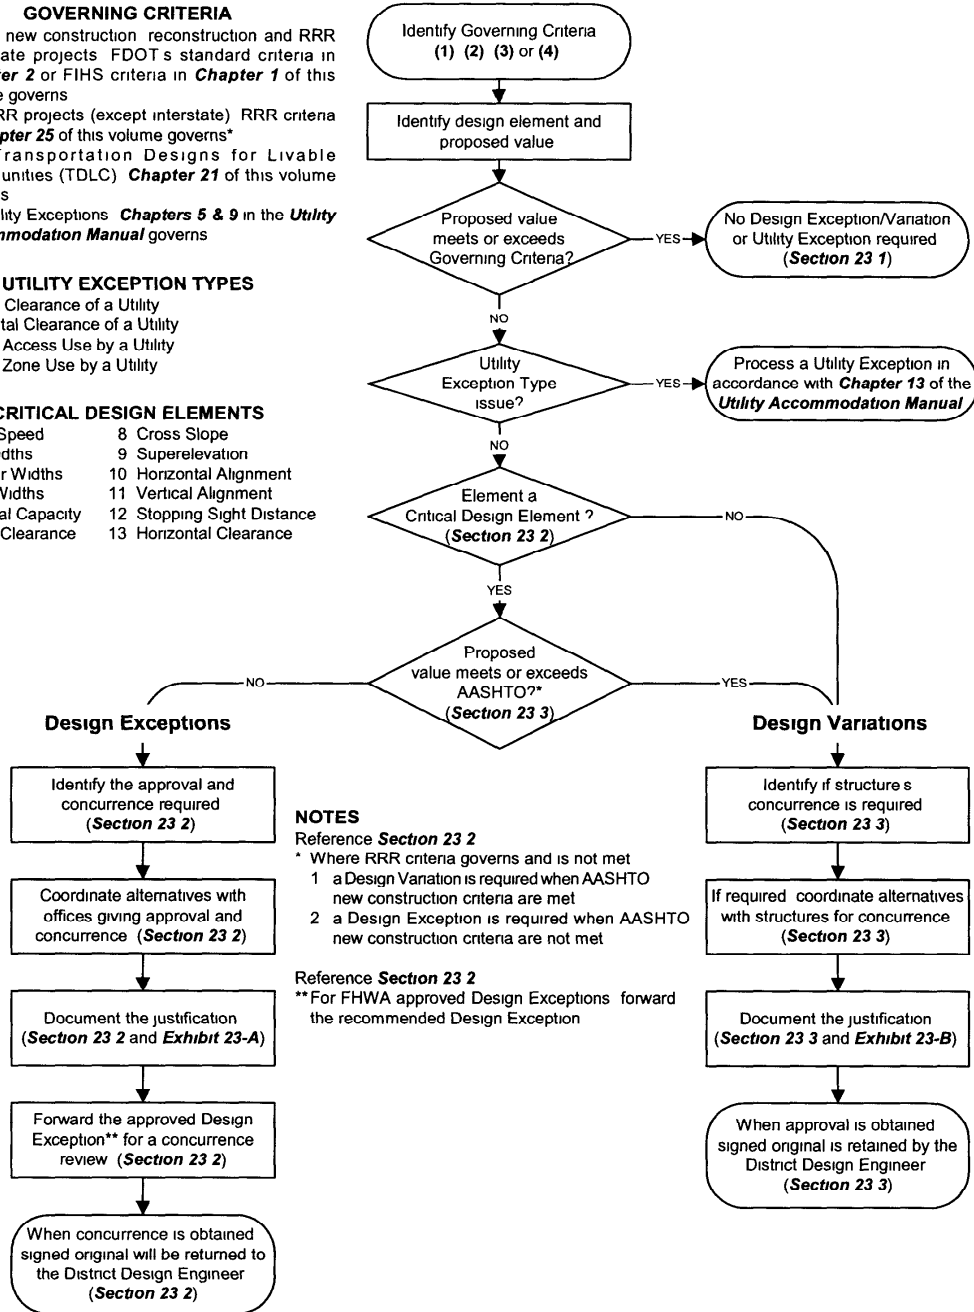 GOVERNING CRITERIA
new construction reconstruction and RRR
ate projects FDOT s standard criteria in
er 2 or FIHS criteria in Chapter 1 of this
e governs
RR projects (except interstate) RRR criteria
pter 25 of this volume governs*
ransportation Designs for Livable
unities (TDLC) Chapter 21 of this volume
s
lity Exceptions Chapters 5 & 9 in the Utility
mmodation Manual governs
UTILITY EXCEPTION TYPES
Clearance of a Utility
tal Clearance of a Utility
Access Use by a Utility
Zone Use by a Utility
CRITICAL DESIGN ELEMENTS
Speed 8 Cross Slope
dths 9 Superelevation
r Widths 10 Horizontal Alignment
Widths 11 Vertical Alignment
al Capacity 12 Stopping Sight Distance
Clearance 13 Horizontal Clearance
Identify Governing Criteria
(1) (2) (3) or (4)
Identify design element and
proposed value
Proposed value
meets or exceeds
Governing Criteria?
YES
No Design Exception/Variation
or Utility Exception required
(Section 23 1)
NO
Utility
Exception Type
issue?
YES
Process a Utility Exception in
accordance with Chapter 13 of the
Utility Accommodation Manual
NO
Element a
Critical Design Element ?
(Section 23 2)
NO
YES
Proposed
value meets or exceeds
AASHTO?*
(Section 23 3)
NO
YES
Design Exceptions
Identify the approval and
concurrence required
(Section 23 2)
Coordinate alternatives with
offices giving approval and
concurrence (Section 23 2)
Document the justification
(Section 23 2 and Exhibit 23-A)
Forward the approved Design
Exception** for a concurrence
review (Section 23 2)
When concurrence is obtained
signed original will be returned to
the District Design Engineer
(Section 23 2)
NOTES
Reference Section 23 2
* Where RRR criteria governs and is not met
1 a Design Variation is required when AASHTO
new construction criteria are met
2 a Design Exception is required when AASHTO
new construction criteria are not met
Reference Section 23 2
** For FHWA approved Design Exceptions forward
the recommended Design Exception
Design Variations
Identify if structure s
concurrence is required
(Section 23 3)
If required coordinate alternatives
with structures for concurrence
(Section 23 3)
Document the justification
(Section 23 3 and Exhibit 23-B)
When approval is obtained
signed original is retained by the
District Design Engineer
(Section 23 3)